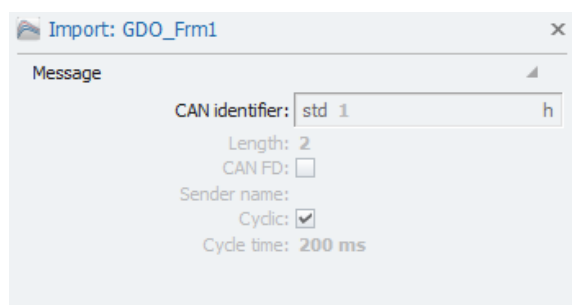 Import: GDO_Frm1
Message
CAN identifier: std 1 h
Length: 2
CAN FD:
Sender name:
Cyclic:
Cycle time: 200 ms